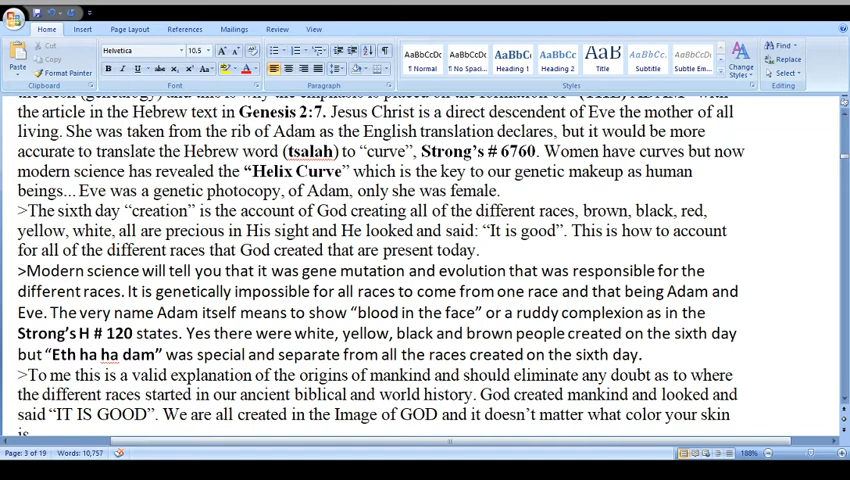 Home Insert Page Layout References Mailings Review View
Cut
Copy
Format Painter
Paste
Clipboard
Helvetica 10.5
Font
Paragraph
AaBbCcDc AaBbCcDc AaBbCc AaBbCc AaB AaBbCcI AaBbCcDc
¶ Normal ¶ No Spaci... Heading 1 Heading 2 Title Subtitle Subtle Em...
Change Styles
Styles
Find
Replace
Select
Editing
the article in the Hebrew text in Genesis 2:7. Jesus Christ is a direct descendent of Eve the mother of all
living. She was taken from the rib of Adam as the English translation declares, but it would be more
accurate to translate the Hebrew word (tsalah) to “curve”, Strong’s # 6760. Women have curves but now
modern science has revealed the “Helix Curve” which is the key to our genetic makeup as human
beings... Eve was a genetic photocopy, of Adam, only she was female.
>The sixth day “creation” is the account of God creating all of the different races, brown, black, red,
yellow, white, all are precious in His sight and He looked and said: “It is good”. This is how to account
for all of the different races that God created that are present today.
>Modern science will tell you that it was gene mutation and evolution that was responsible for the
different races. It is genetically impossible for all races to come from one race and that being Adam and
Eve. The very name Adam itself means to show “blood in the face” or a ruddy complexion as in the
Strong’s H # 120 states. Yes there were white, yellow, black and brown people created on the sixth day
but “Eth ha ha dam” was special and separate from all the races created on the sixth day.
>To me this is a valid explanation of the origins of mankind and should eliminate any doubt as to where
the different races started in our ancient biblical and world history. God created mankind and looked and
said “IT IS GOOD”. We are all created in the Image of GOD and it doesn’t matter what color your skin
is
Page: 3 of 19 Words: 10,757 188%